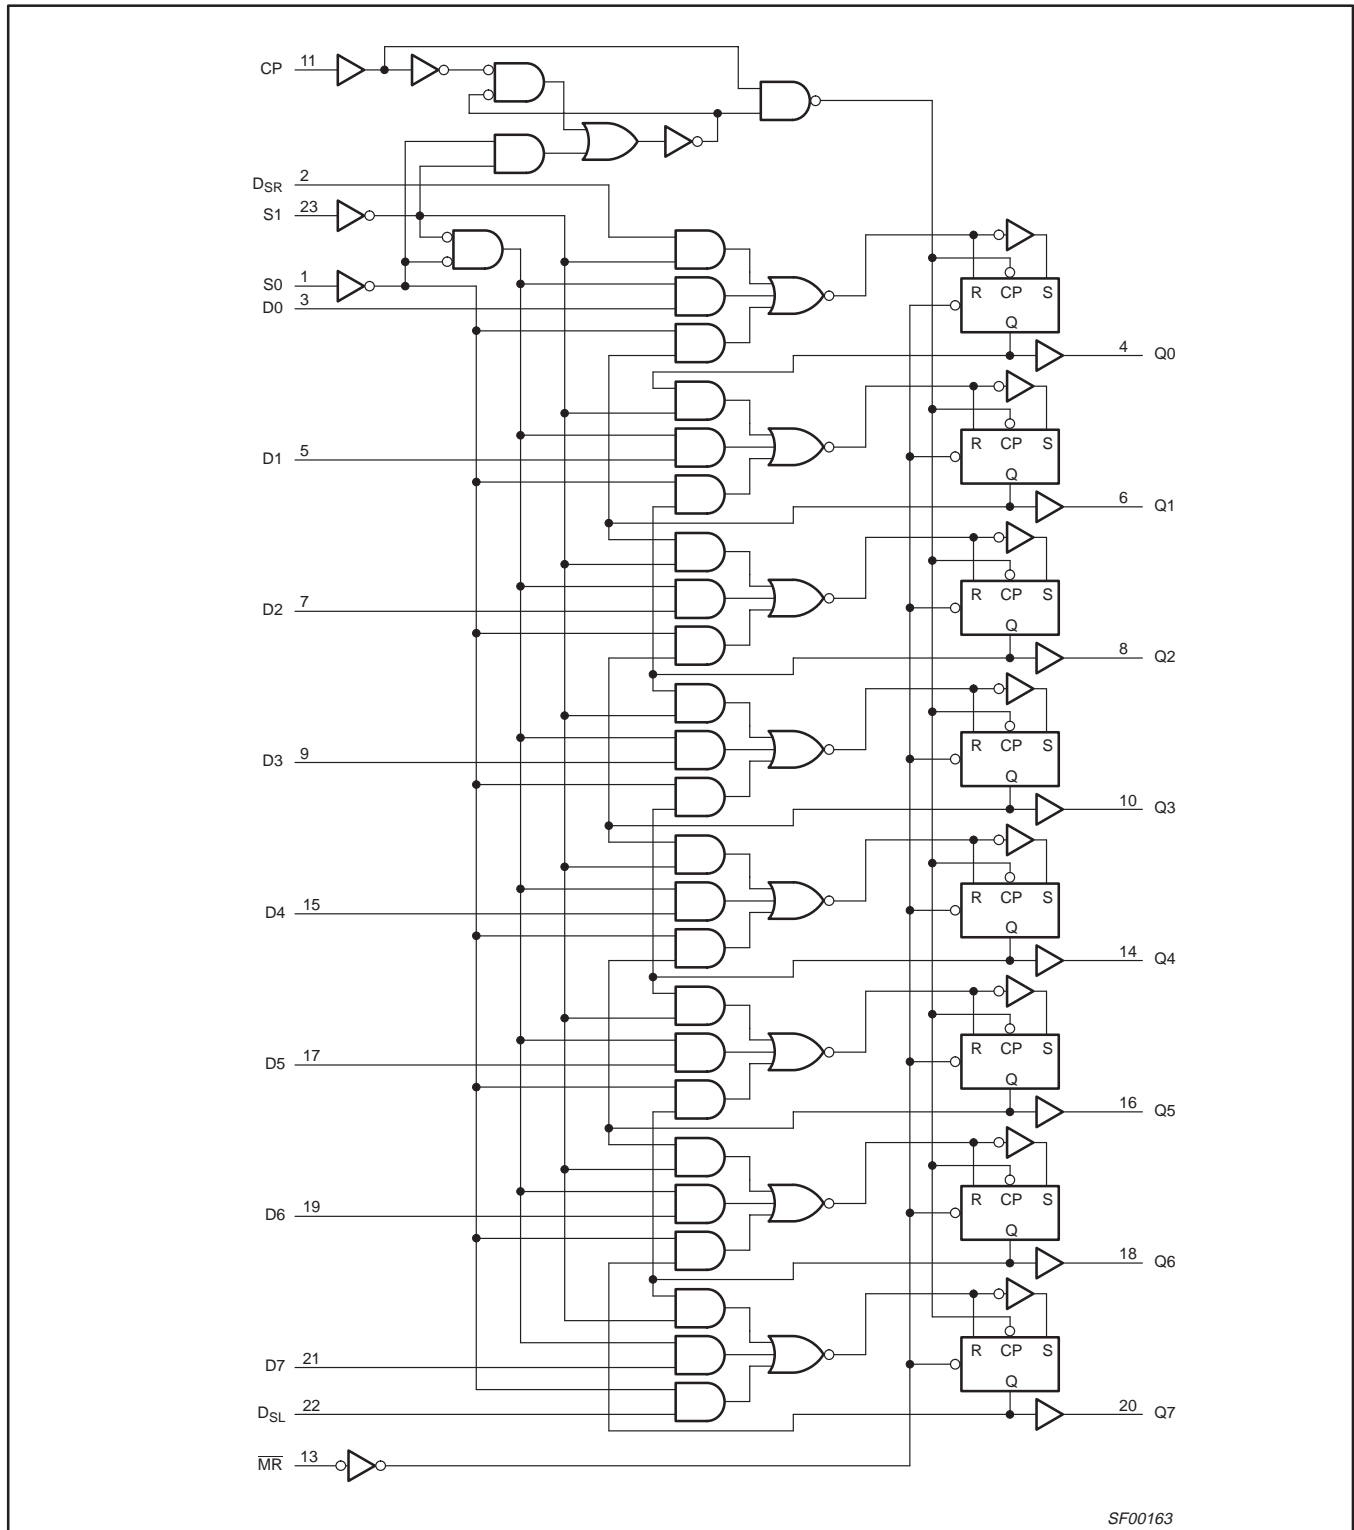 CP 11
DSR 2
S1 23
S0 1
D0 3
R CP S
Q
4 Q0
R CP S
Q
D1 5
6 Q1
R CP S
Q
D2 7
8 Q2
R CP S
Q
D3 9
10 Q3
R CP S
Q
D4 15
14 Q4
R CP S
Q
D5 17
16 Q5
R CP S
Q
D6 19
18 Q6
R CP S
Q
D7 21
DSL 22
20 Q7
MR 13
SF00163